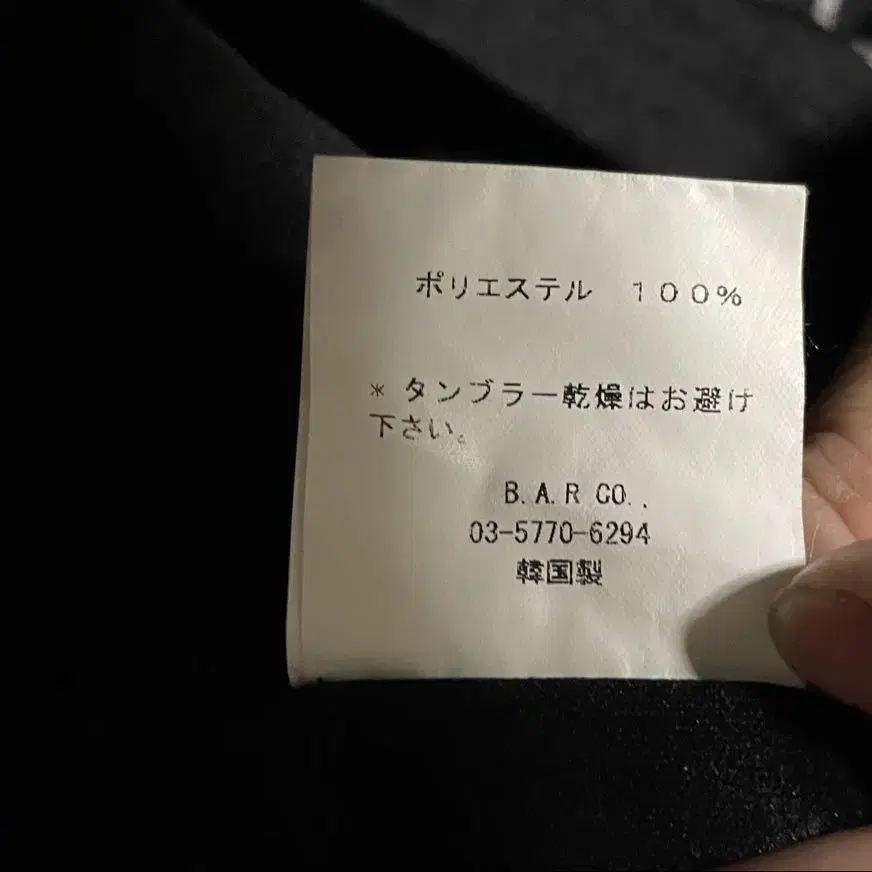 ポリエステル　１００％
* タンブラー乾燥はお避け
下さい。
B.A.R CO.,
03-5770-6294
韓国製